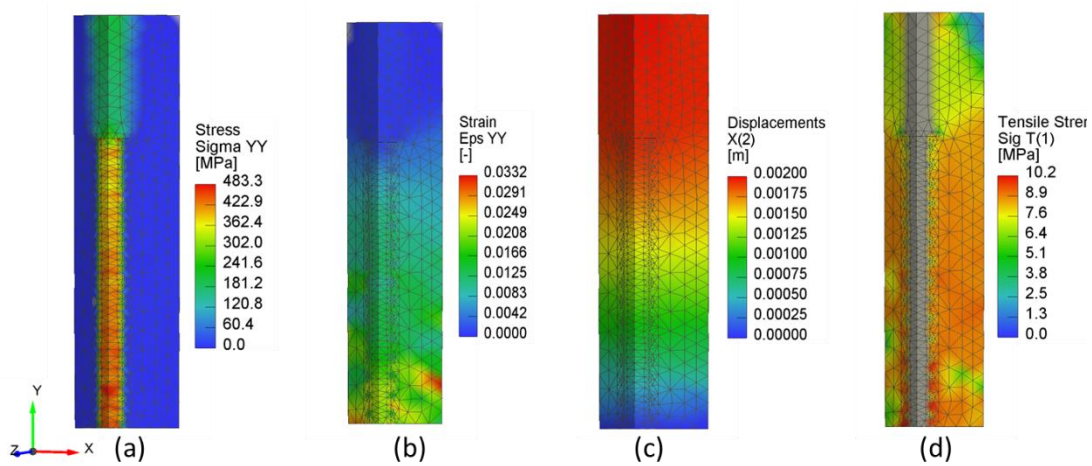 Stress
Sigma YY
[MPa]
483.3
422.9
362.4
302.0
241.6
181.2
120.8
60.4
0.0
Strain
Eps YY
[-]
0.0332
0.0291
0.0249
0.0208
0.0166
0.0125
0.0083
0.0042
0.0000
Displacements
X(2)
[m]
0.00200
0.00175
0.00150
0.00125
0.00100
0.00075
0.00050
0.00025
0.00000
Tensile Stren
Sig T(1)
[MPa]
10.2
8.9
7.6
6.4
5.1
3.8
2.5
1.3
0.0
Y
Z
X
(a)
(b)
(c)
(d)